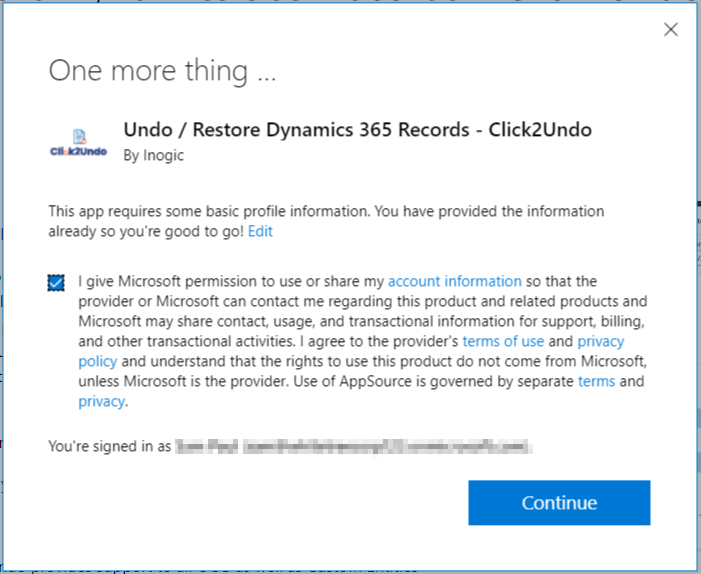 One more thing ...
Undo / Restore Dynamics 365 Records - Click2Undo
Click2Undo
By Inogic
This app requires some basic profile information. You have provided the information
already so you're good to go! Edit
I give Microsoft permission to use or share my account information so that the
provider or Microsoft can contact me regarding this product and related products and
Microsoft may share contact, usage, and transactional information for support, billing,
and other transactional activities. I agree to the provider's terms of use and privacy
policy and understand that the rights to use this product do not come from Microsoft,
unless Microsoft is the provider. Use of AppSource is governed by separate terms and
privacy.
You're signed in as
Continue